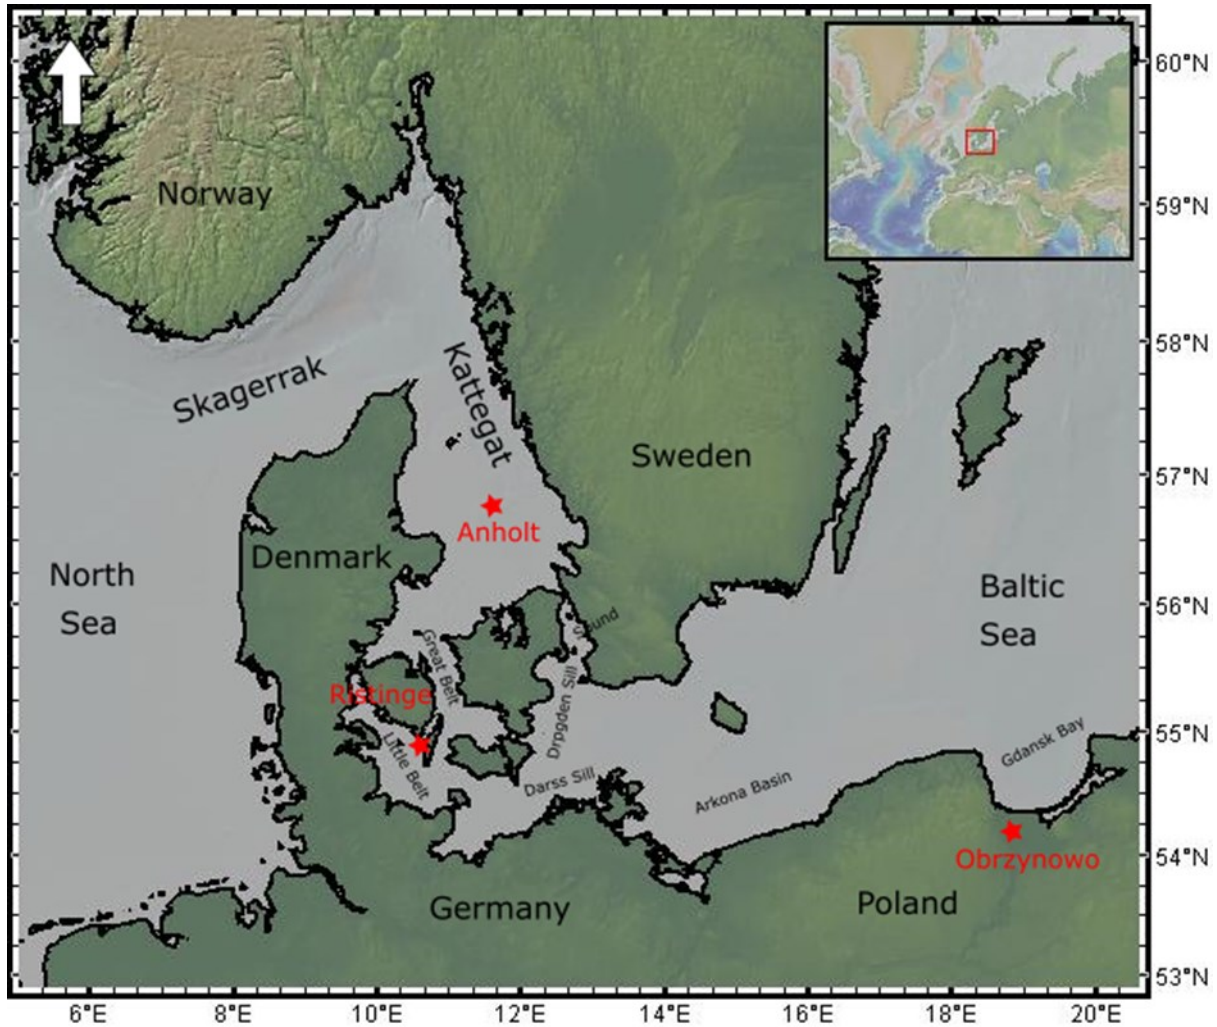 60°N
Norway
59°N
58°N
Skagerrak
Kattegat
Sweden
57°N
Anholt
Denmark
North
Sea
Baltic
Sea
56°N
Sound
Great Belt
Ristinge
Drpgden Sill
55°N
Little Belt
Gdansk Bay
Darss Sill
Arkona Basin
Obrzynowo
54°N
Germany
Poland
53°N
6°E
8°E
10°E
12°E
14°E
16°E
18°E
20°E